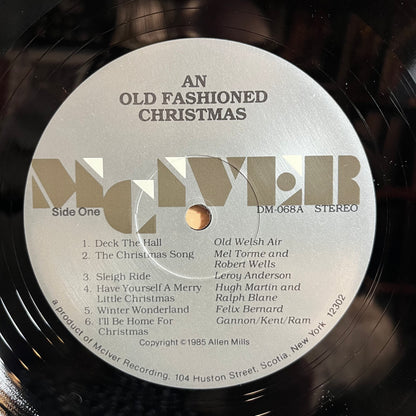 AN
OLD FASHIONED
CHRISTMAS
McIVER
Side One
DM-068A STEREO
1. Deck The Hall Old Welsh Air
2. The Christmas Song Mel Torme and
Robert Wells
3. Sleigh Ride Leroy Anderson
4. Have Yourself A Merry Hugh Martin and
Little Christmas Ralph Blane
5. Winter Wonderland Felix Bernard
6. I'll Be Home For Gannon/Kent/Ram
Christmas
Copyright ©1985 Allen Mills
a product of McIver Recording, 104 Huston Street, Scotia, New York 12302